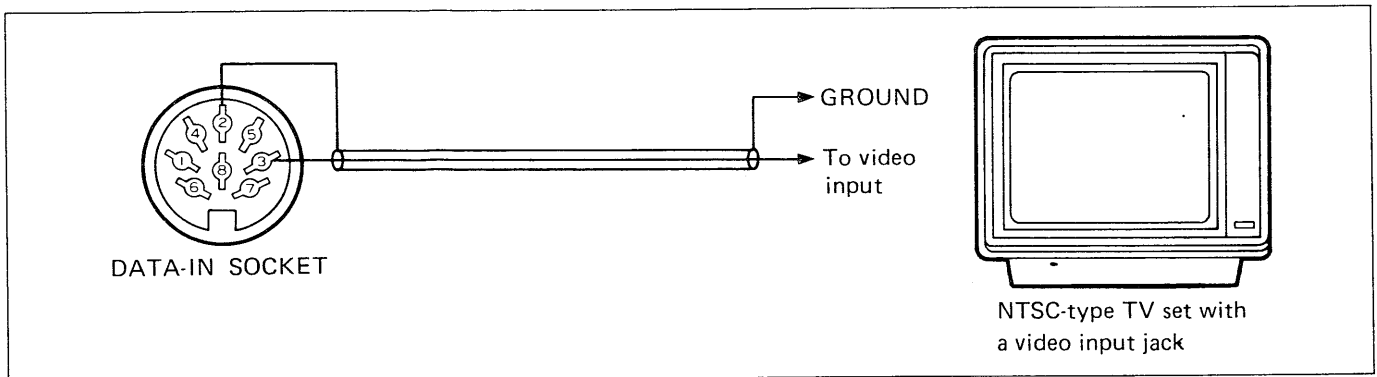 2
4
5
1
8
3
6
7
DATA-IN SOCKET
GROUND
To video
input
NTSC-type TV set with
a video input jack